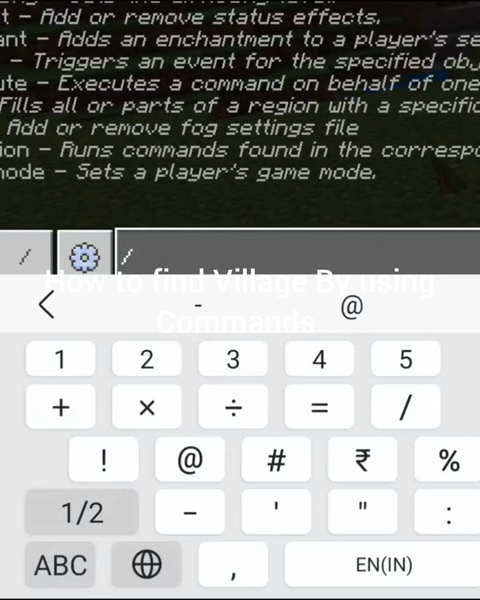 t - Add or remove status effects.
ant - Adds an enchantment to a player's se
- Triggers an event for the specified obj
ute - Executes a command on behalf of one
Fills all or parts of a region with a specific
Add or remove fog settings file
ion - Runs commands found in the correspo
mode - Sets a player's game mode.
/ /
How to find Village By using
Commands
- @
1 2 3 4 5
+ × ÷ = /
! @ # ₹ %
1/2 - ' " :
ABC , EN(IN)